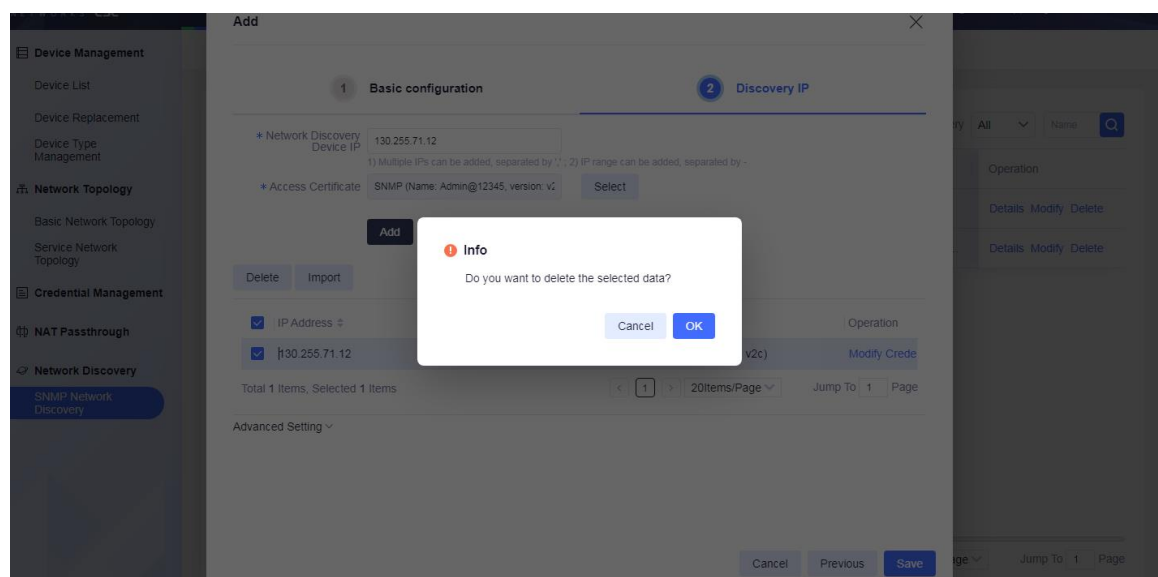 Add
Device Management
Device List
Device Replacement
Device Type
Management
Network Topology
Basic Network Topology
Service Network
Topology
Credential Management
NAT Passthrough
Network Discovery
SNMP Network
Discovery
1 Basic configuration
2 Discovery IP
* Network Discovery
Device IP
130.255.71.12
1) Multiple IPs can be added, separated by ','; 2) IP range can be added, separated by -.
* Access Certificate SNMP (Name: Admin@12345, version: v2 Select
Add
Delete Import
IP Address Operation
130.255.71.12 v2c) Modify Crede
Total 1 Items, Selected 1 Items < 1 > 20Items/Page Jump To 1 Page
Advanced Setting
Info
Do you want to delete the selected data?
Cancel OK
Cancel Previous Save
All Name
Operation
Details Modify Delete
Details Modify Delete
Jump To 1 Page